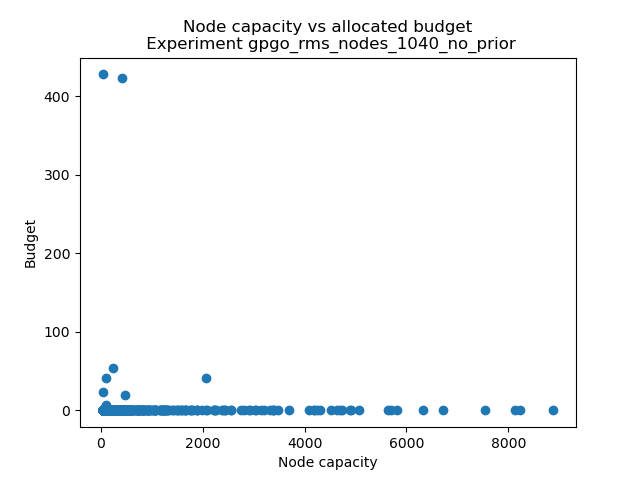 Node capacity vs allocated budget
Experiment gpgo_rms_nodes_1040_no_prior
400
300
200
100
0
Budget
0 2000 4000 6000 8000
Node capacity